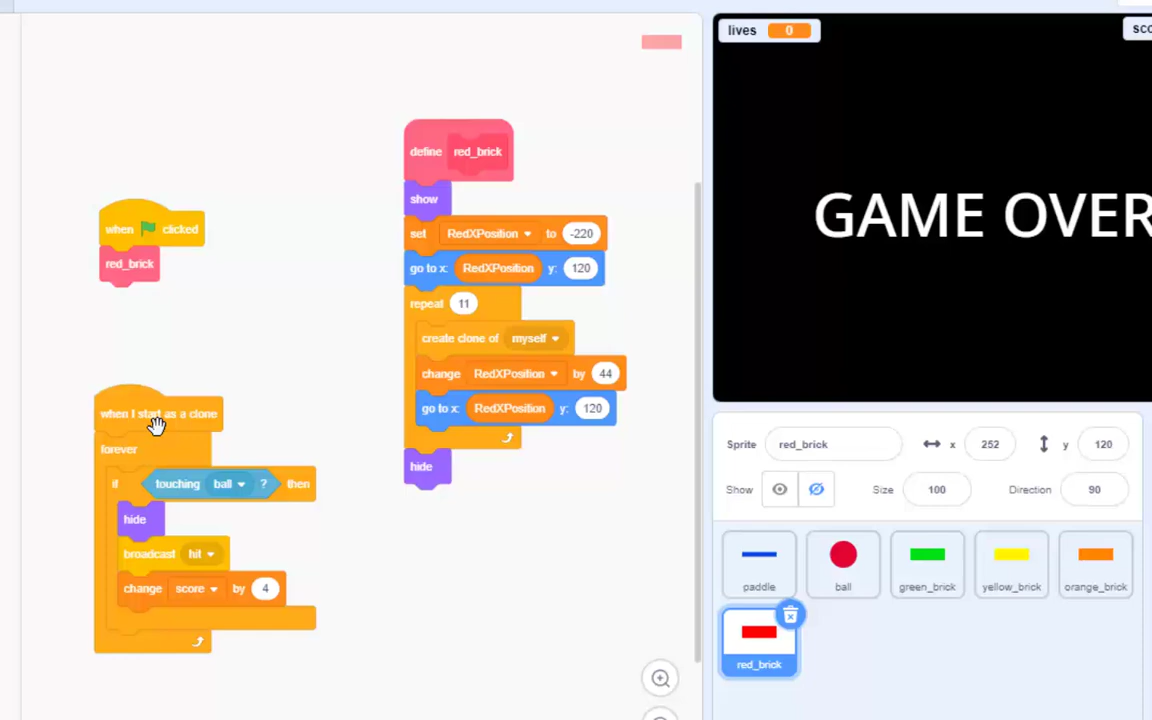 when clicked
red_brick
when I start as a clone
forever
if touching ball ? then
hide
broadcast hit
change score by 4
define red_brick
show
set RedXPosition to -220
go to x: RedXPosition y: 120
repeat 11
create clone of myself
change RedXPosition by 44
go to x: RedXPosition y: 120
hide
lives 0
sco
GAME OVER
Sprite red_brick x 252 y 120
Show Size 100 Direction 90
paddle ball green_brick yellow_brick orange_brick
red_brick